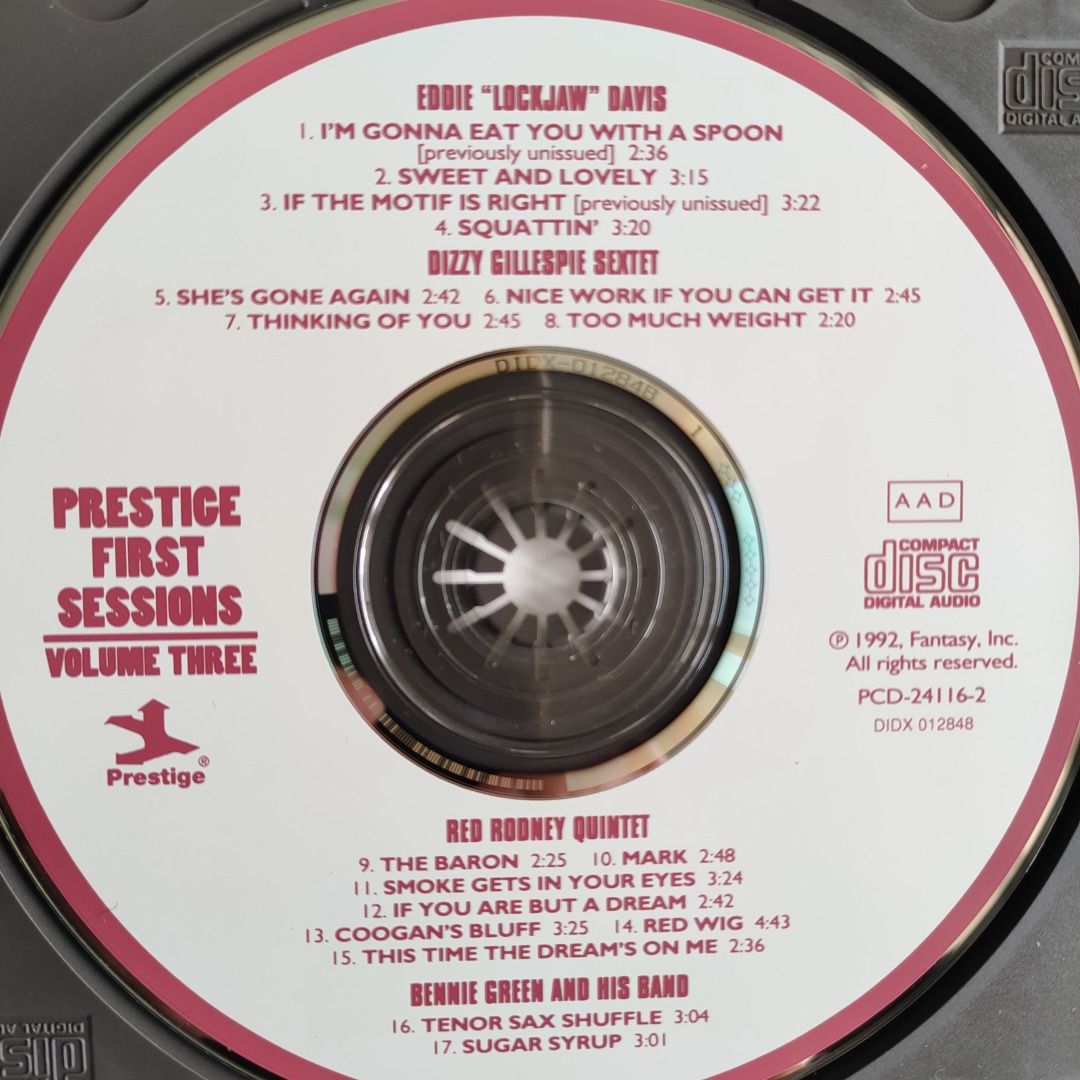 EDDIE "LOCKJAW" DAVIS
1. I'M GONNA EAT YOU WITH A SPOON
[previously unissued] 2:36
2. SWEET AND LOVELY 3:15
3. IF THE MOTIF IS RIGHT [previously unissued] 3:22
4. SQUATTIN' 3:20
DIZZY GILLESPIE SEXTET
5. SHE'S GONE AGAIN 2:42 6. NICE WORK IF YOU CAN GET IT 2:45
7. THINKING OF YOU 2:45 8. TOO MUCH WEIGHT 2:20
DIDX-012848 1
PRESTIGE
FIRST
SESSIONS
VOLUME THREE
Prestige®
AAD
COMPACT
disc
DIGITAL AUDIO
℗ 1992, Fantasy, Inc.
All rights reserved.
PCD-24116-2
DIDX 012848
RED RODNEY QUINTET
9. THE BARON 2:25 10. MARK 2:48
11. SMOKE GETS IN YOUR EYES 3:24
12. IF YOU ARE BUT A DREAM 2:42
13. COOGAN'S BLUFF 3:25 14. RED WIG 4:43
15. THIS TIME THE DREAM'S ON ME 2:36
BENNIE GREEN AND HIS BAND
16. TENOR SAX SHUFFLE 3:04
17. SUGAR SYRUP 3:01